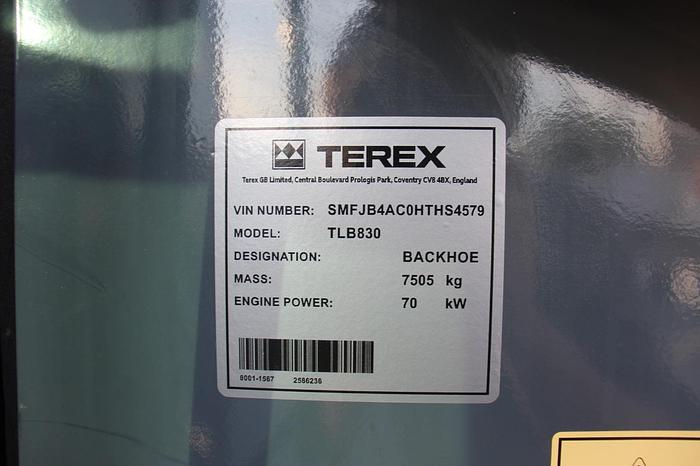 TEREX
Terex GB Limited, Central Boulevard Prologis Park, Coventry CV8 4BX, England
VIN NUMBER: SMFJB4AC0HTHS4579
MODEL: TLB830
DESIGNATION: BACKHOE
MASS: 7505 kg
ENGINE POWER: 70 kW
8001-1567 2586236